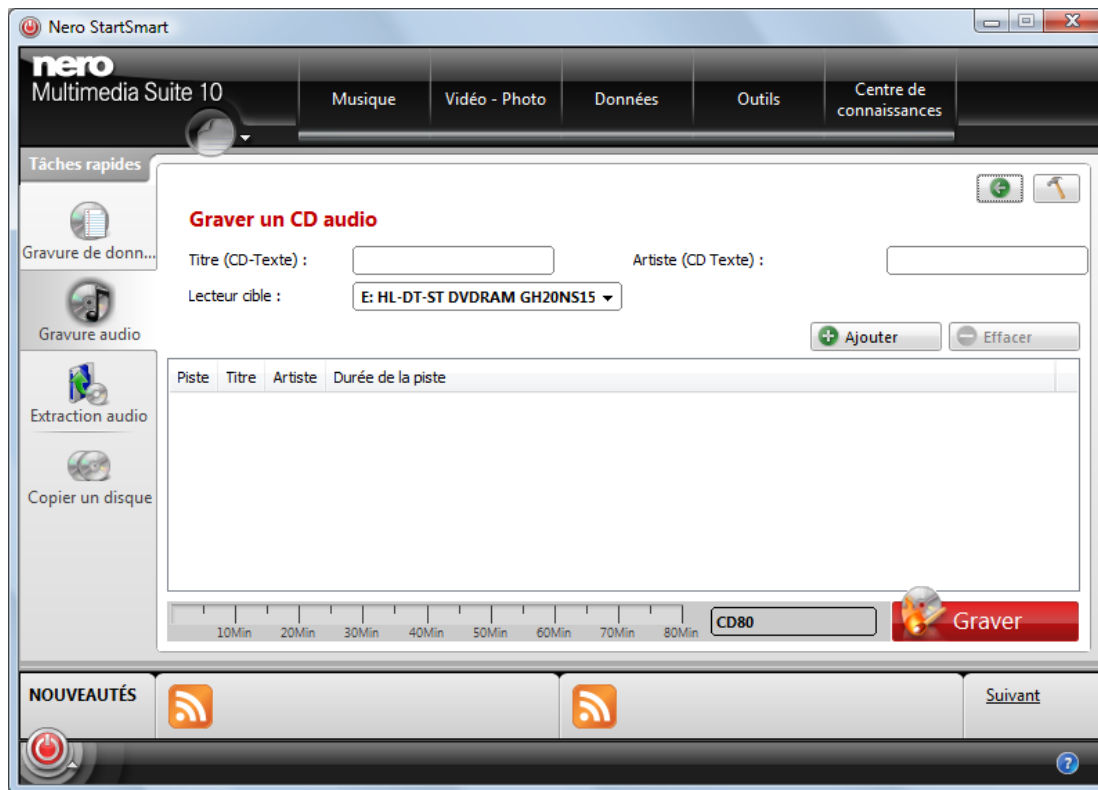 Nero StartSmart
nero
Multimedia Suite 10
Musique
Vidéo - Photo
Données
Outils
Centre de
connaissances
Tâches rapides
Gravure de donn...
Gravure audio
Extraction audio
Copier un disque
Graver un CD audio
Titre (CD-Texte) :
Artiste (CD Texte) :
Lecteur cible :
E: HL-DT-ST DVDRAM GH20NS15
Ajouter
Effacer
Piste Titre Artiste Durée de la piste
10Min 20Min 30Min 40Min 50Min 60Min 70Min 80Min
CD80
Graver
NOUVEAUTÉS
Suivant
?